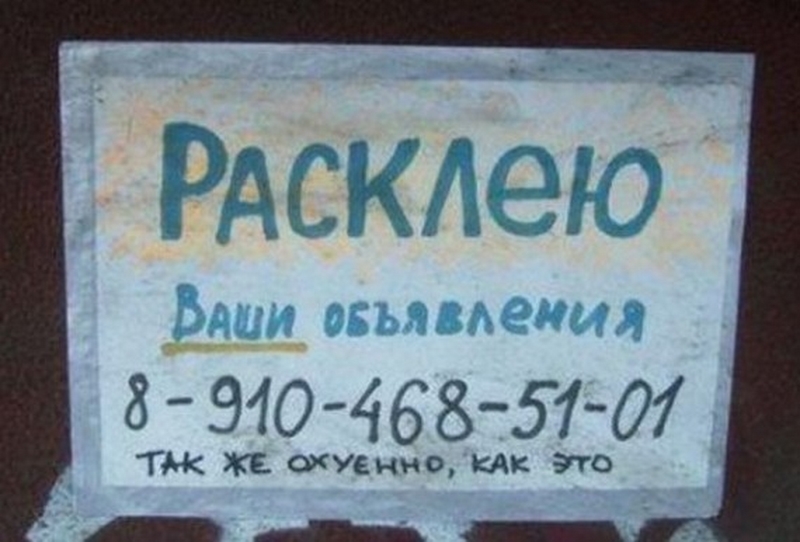 Расклею
Ваши объявления
8-910-468-51-01
ТАК ЖЕ ОХУЕННО, КАК ЭТО